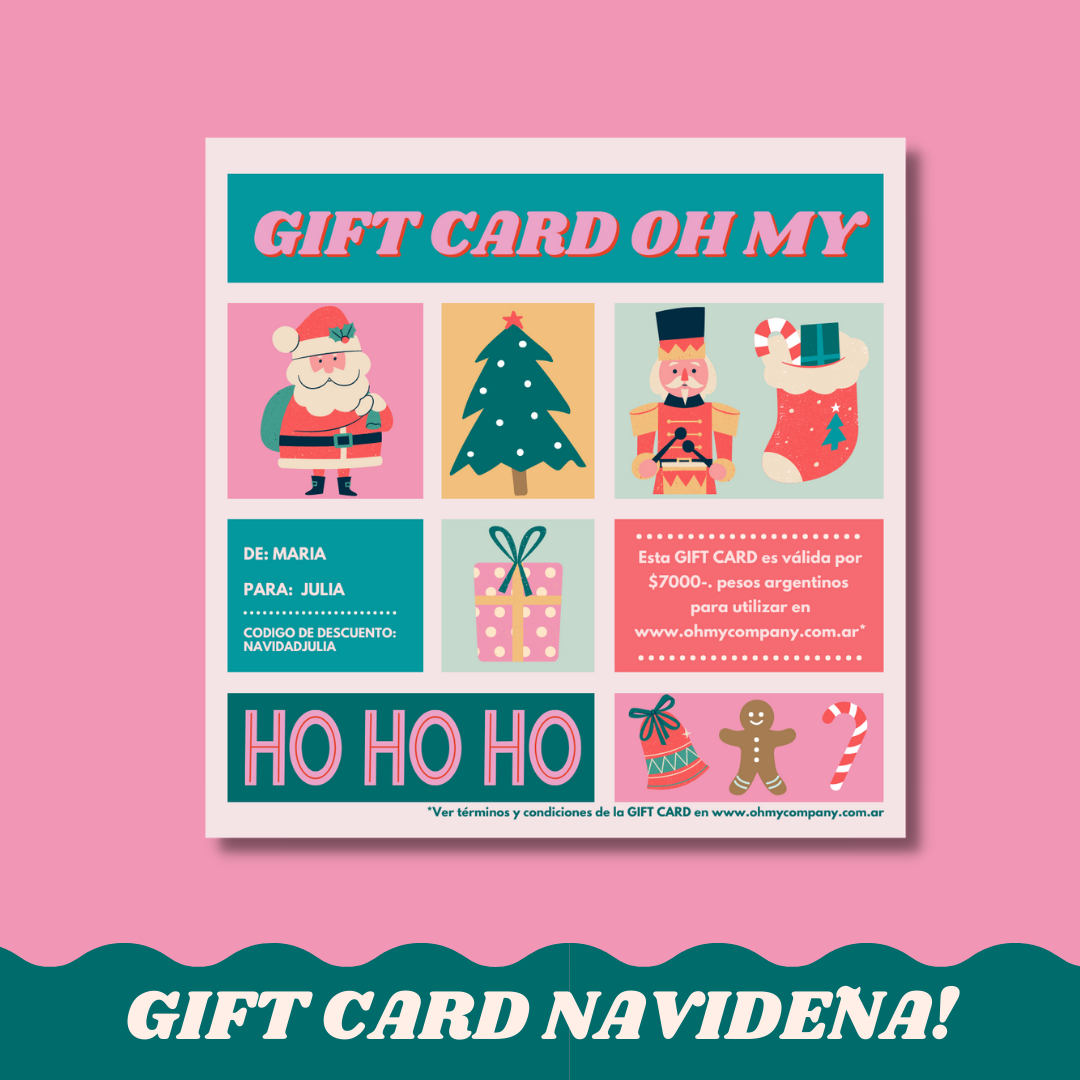 GIFT CARD OH MY
DE: MARIA
PARA: JULIA
CODIGO DE DESCUENTO:
NAVIDADJULIA
Esta GIFT CARD es válida por
$7000-. pesos argentinos
para utilizar en
www.ohmycompany.com.ar*
HO HO HO
*Ver términos y condiciones de la GIFT CARD en www.ohmycompany.com.ar
GIFT CARD NAVIDEÑA!